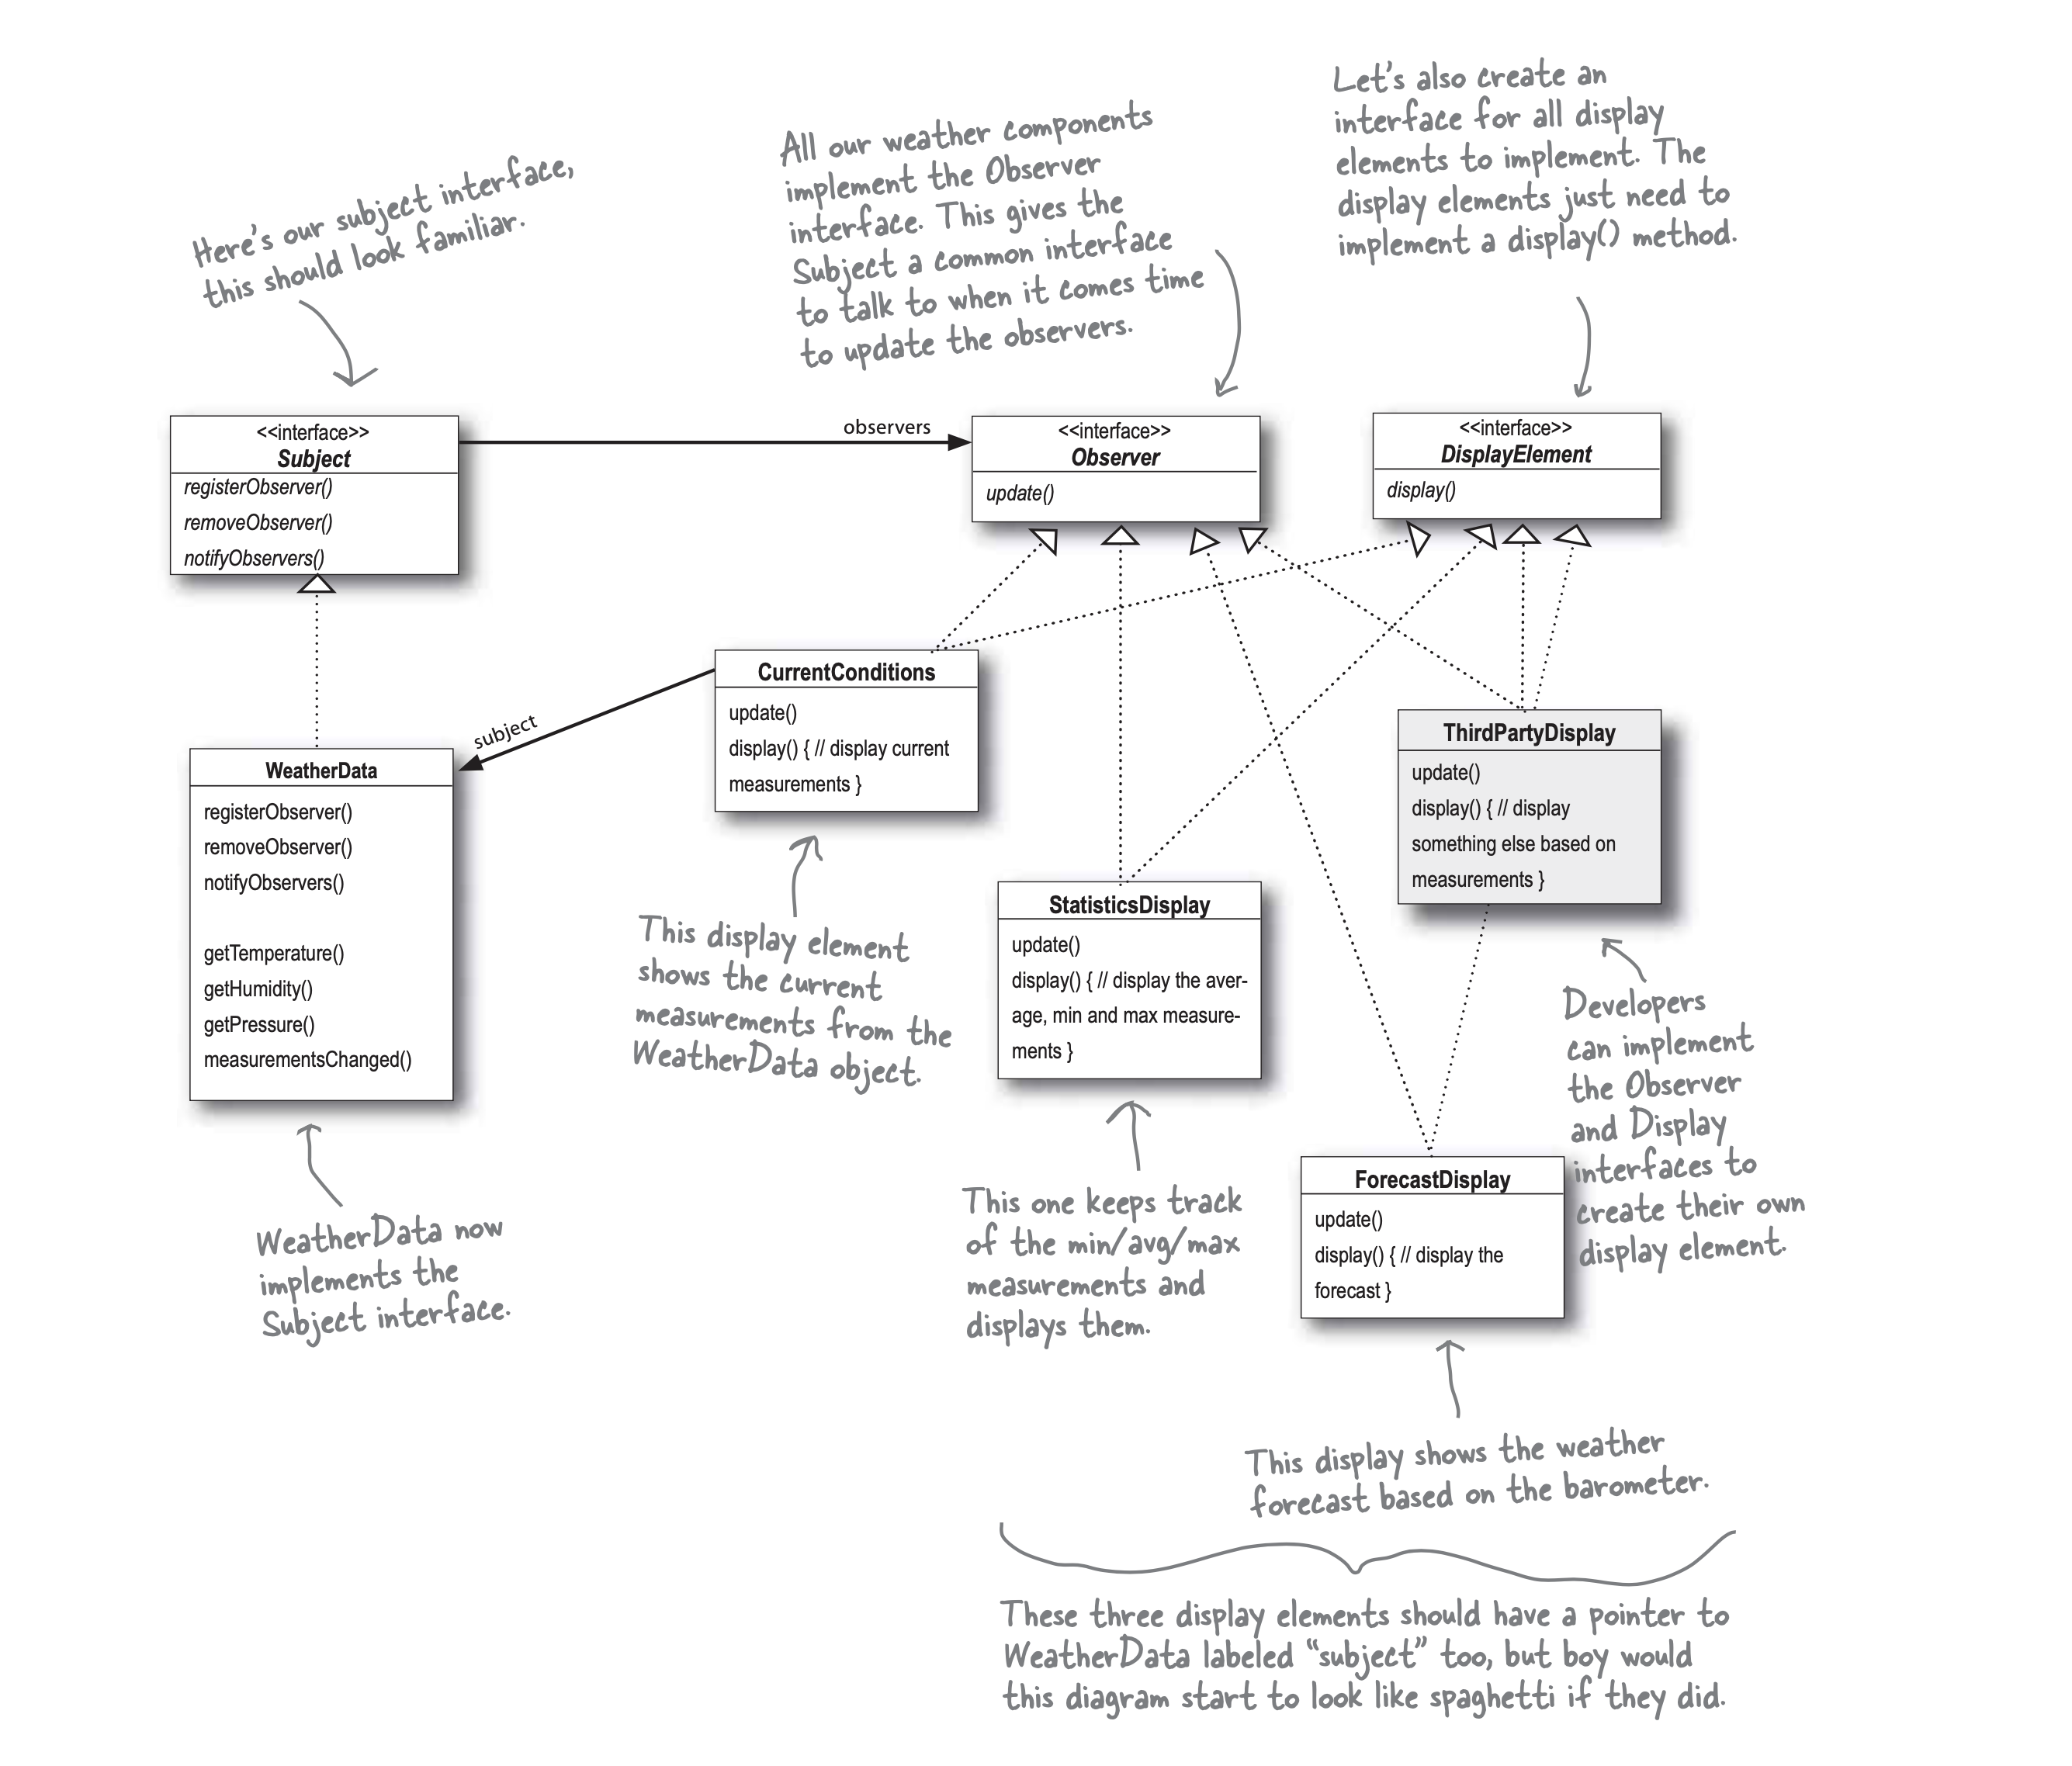 Here's our subject interface,
this should look familiar.
All our weather components
implement the Observer
interface. This gives the
Subject a common interface
to talk to when it comes time
to update the observers.
Let's also create an
interface for all display
elements to implement. The
display elements just need to
implement a display() method.
<<interface>>
Subject
registerObserver()
removeObserver()
notifyObservers()
observers
<<interface>>
Observer
update()
<<interface>>
DisplayElement
display()
WeatherData
registerObserver()
removeObserver()
notifyObservers()
getTemperature()
getHumidity()
getPressure()
measurementsChanged()
subject
CurrentConditions
update()
display() { // display current
measurements }
StatisticsDisplay
update()
display() { // display the aver-
age, min and max measure-
ments }
ThirdPartyDisplay
update()
display() { // display
something else based on
measurements }
ForecastDisplay
update()
display() { // display the
forecast }
This display element
shows the current
measurements from the
WeatherData object.
Developers
can implement
the Observer
and Display
interfaces to
create their own
display element.
WeatherData now
implements the
Subject interface.
This one keeps track
of the min/avg/max
measurements and
displays them.
This display shows the weather
forecast based on the barometer.
These three display elements should have a pointer to
WeatherData labeled “subject” too, but boy would
this diagram start to look like spaghetti if they did.